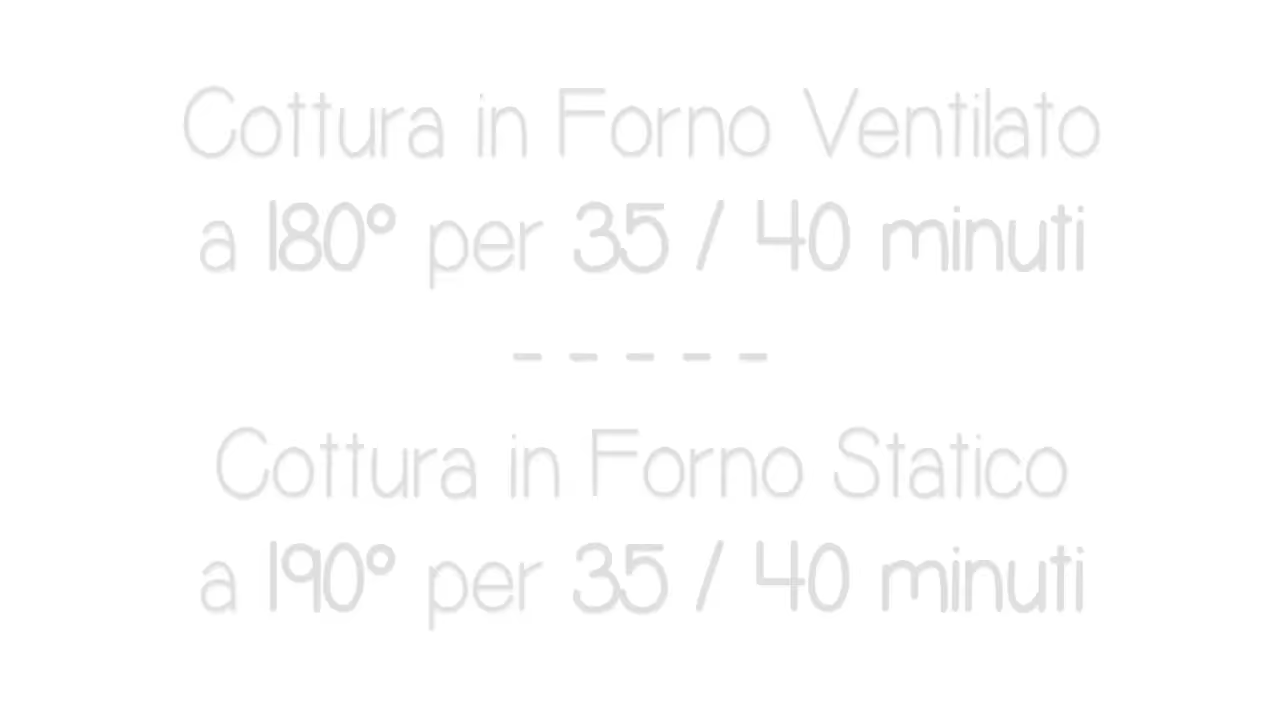 Cottura in Forno Ventilato
a 180° per 35 / 40 minuti
- - - - -
Cottura in Forno Statico
a 190° per 35 / 40 minuti